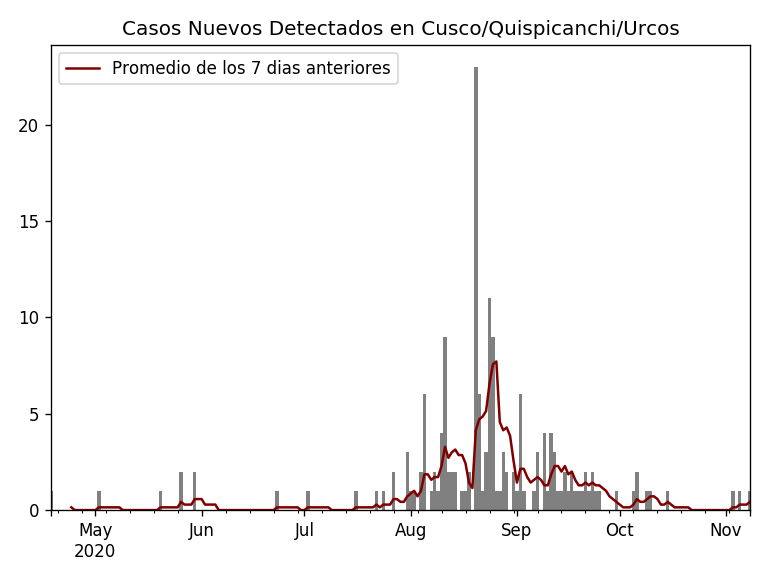 Casos Nuevos Detectados en Cusco/Quispicanchi/Urcos
Promedio de los 7 dias anteriores
20
15
10
5
0
May Jun Jul Aug Sep Oct Nov
2020